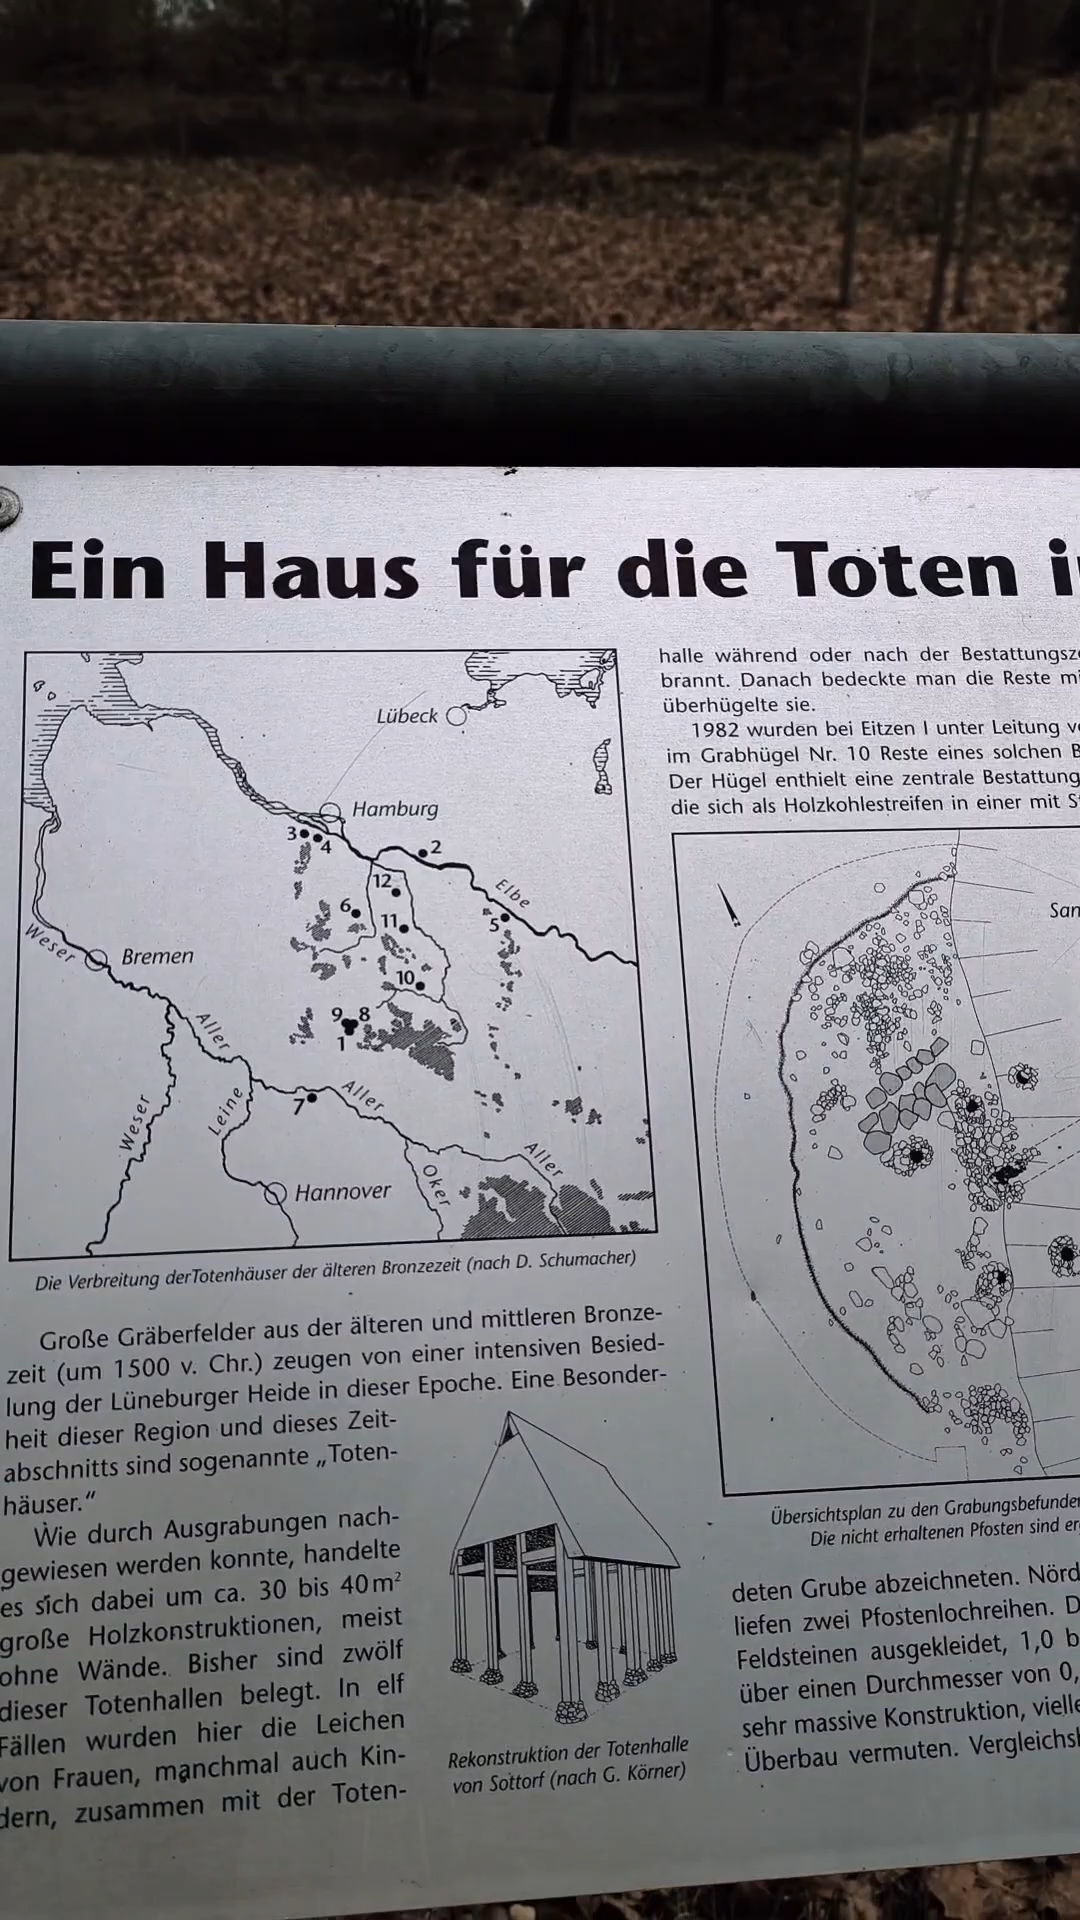 Ein Haus für die Toten
Lübeck
Hamburg
3
4
2
12
Elbe
6
11
5
Weser
Bremen
10
9
8
1
Aller
Aller
7
Leine
Weser
Aller
Oker
Hannover
Die Verbreitung derTotenhäuser der älteren Bronzezeit (nach D. Schumacher)
Große Gräberfelder aus der älteren und mittleren Bronze-
zeit (um 1500 v. Chr.) zeugen von einer intensiven Besied-
lung der Lüneburger Heide in dieser Epoche. Eine Besonder-
heit dieser Region und dieses Zeit-
abschnitts sind sogenannte „Toten-
häuser.“
Wie durch Ausgrabungen nach-
gewiesen werden konnte, handelte
es sich dabei um ca. 30 bis 40 m²
große Holzkonstruktionen, meist
ohne Wände. Bisher sind zwölf
dieser Totenhallen belegt. In elf
Fällen wurden hier die Leichen
von Frauen, manchmal auch Kin-
dern, zusammen mit der Toten-
Rekonstruktion der Totenhalle
von Sottorf (nach G. Körner)
halle während oder nach der Bestattungsz
brannt. Danach bedeckte man die Reste mi
überhügelte sie.
1982 wurden bei Eitzen I unter Leitung v
im Grabhügel Nr. 10 Reste eines solchen B
Der Hügel enthielt eine zentrale Bestattung
die sich als Holzkohlestreifen in einer mit S
San
Übersichtsplan zu den Grabungsbefunde
Die nicht erhaltenen Pfosten sind er
deten Grube abzeichneten. Nörd
liefen zwei Pfostenlochreihen. D
Feldsteinen ausgekleidet, 1,0 b
über einen Durchmesser von 0,
sehr massive Konstruktion, viell
Überbau vermuten. Vergleichs